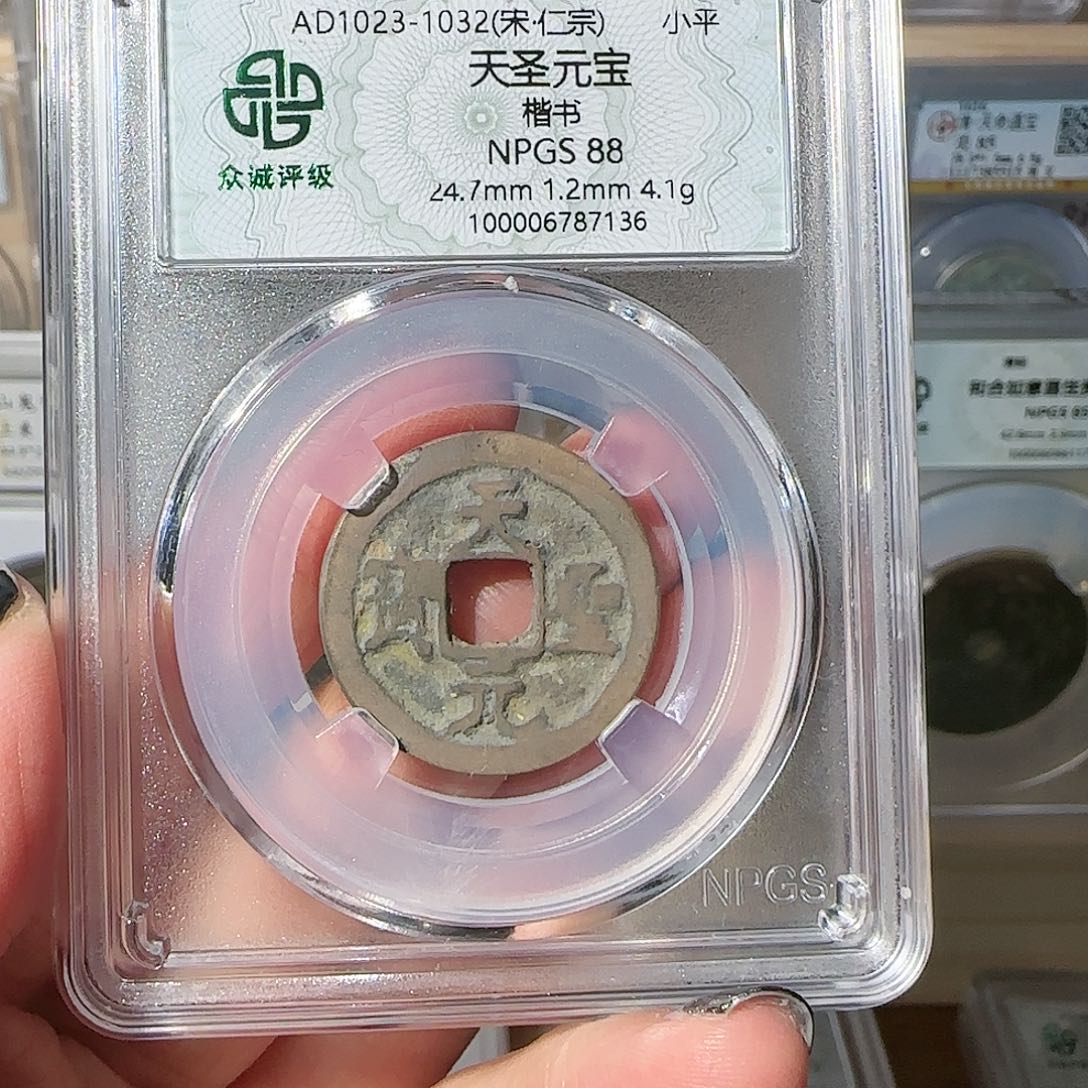 AD1023-1032(宋·仁宗) 小平
天圣元宝
楷书
NPGS 88
24.7mm 1.2mm 4.1g
100006787136
众诚评级
天聖元寶
NPGS
NPGS